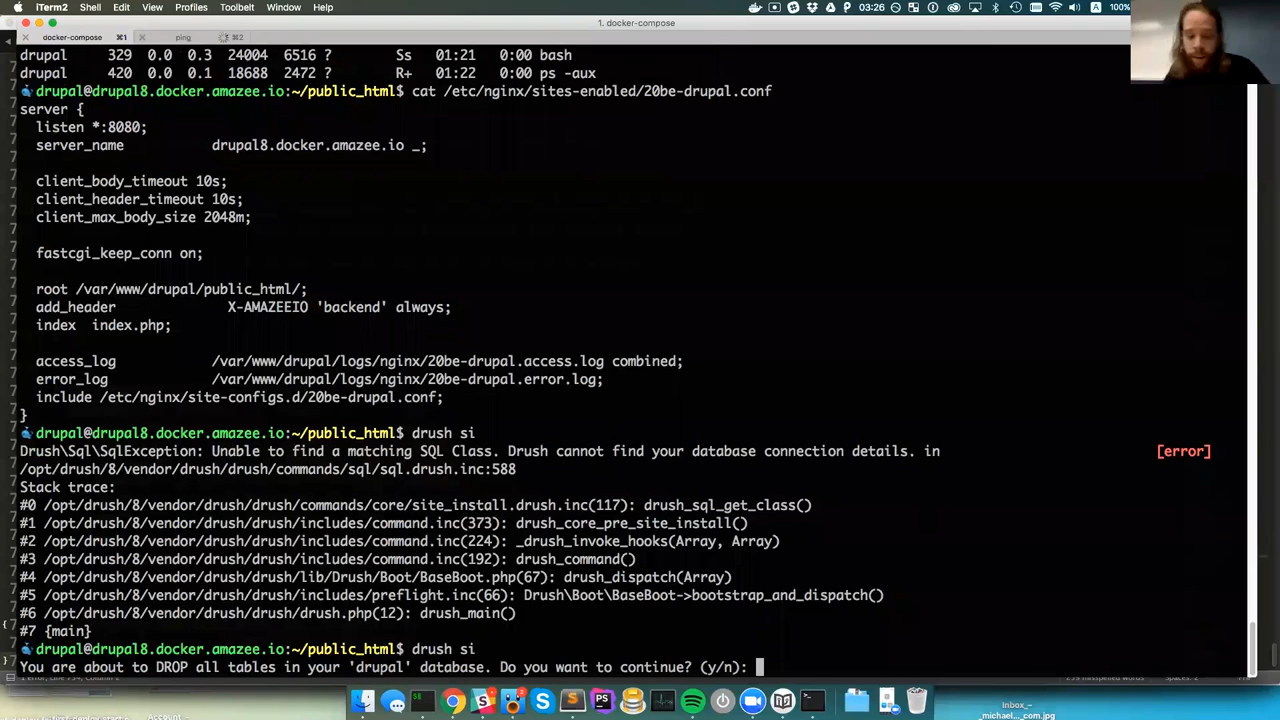 iTerm2 Shell Edit View Profiles Toolbelt Window Help 03:26 A 100%
1. docker-compose
docker-compose ⌘1 ping ⌘2
drupal 329 0.0 0.3 24004 6516 ? Ss 01:21 0:00 bash
drupal 420 0.0 0.1 18688 2472 ? R+ 01:22 0:00 ps -aux
drupal@drupal8.docker.amazee.io:~/public_html$ cat /etc/nginx/sites-enabled/20be-drupal.conf
server {
listen *:8080;
server_name drupal8.docker.amazee.io _;
client_body_timeout 10s;
client_header_timeout 10s;
client_max_body_size 2048m;
fastcgi_keep_conn on;
root /var/www/drupal/public_html/;
add_header X-AMAZEEIO 'backend' always;
index index.php;
access_log /var/www/drupal/logs/nginx/20be-drupal.access.log combined;
error_log /var/www/drupal/logs/nginx/20be-drupal.error.log;
include /etc/nginx/site-configs.d/20be-drupal.conf;
}
drupal@drupal8.docker.amazee.io:~/public_html$ drush si
Drush\Sql\SqlException: Unable to find a matching SQL Class. Drush cannot find your database connection details. in [error]
/opt/drush/8/vendor/drush/drush/commands/sql/sql.drush.inc:588
Stack trace:
#0 /opt/drush/8/vendor/drush/drush/commands/core/site_install.drush.inc(117): drush_sql_get_class()
#1 /opt/drush/8/vendor/drush/drush/includes/command.inc(373): drush_core_pre_site_install()
#2 /opt/drush/8/vendor/drush/drush/includes/command.inc(224): _drush_invoke_hooks(Array, Array)
#3 /opt/drush/8/vendor/drush/drush/includes/command.inc(192): drush_command()
#4 /opt/drush/8/vendor/drush/drush/lib/Drush/Boot/BaseBoot.php(67): drush_dispatch(Array)
#5 /opt/drush/8/vendor/drush/drush/includes/preflight.inc(66): Drush\Boot\BaseBoot->bootstrap_and_dispatch()
#6 /opt/drush/8/vendor/drush/drush/drush.php(12): drush_main()
#7 {main}
drupal@drupal8.docker.amazee.io:~/public_html$ drush si
You are about to DROP all tables in your 'drupal' database. Do you want to continue? (y/n):
PS
Inbox_–
_michael..._com.jpg